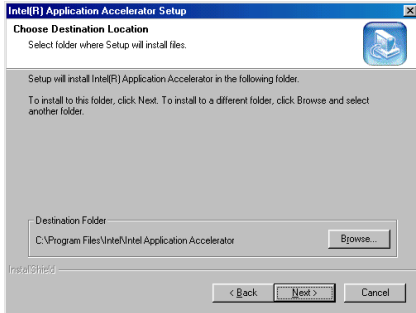 Intel(R) Application Accelerator Setup
Choose Destination Location
Select folder where Setup will install files.
Setup will install Intel(R) Application Accelerator in the following folder.
To install to this folder, click Next. To install to a different folder, click Browse and select
another folder.
Destination Folder
C:\Program Files\Intel\Intel Application Accelerator
Browse...
InstallShield
< Back
Next >
Cancel